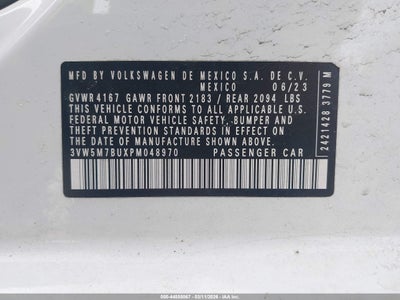 MFD. BY VOLKSWAGEN DE MEXICO S.A. DE C.V.
MEXICO 06/23
GVWR 4167 GAWR FRONT 2183 / REAR 2094 LBS
THIS VEHICLE CONFORMS TO ALL APPLICABLE U.S.
FEDERAL MOTOR VEHICLE SAFETY, BUMPER AND
THEFT PREVENTION STANDARDS IN EFFECT ON THE
DATE OF MANUFACTURE SHOWN ABOVE.
3VW5M7BUXPM048970 PASSENGER CAR
2421428 3779 M